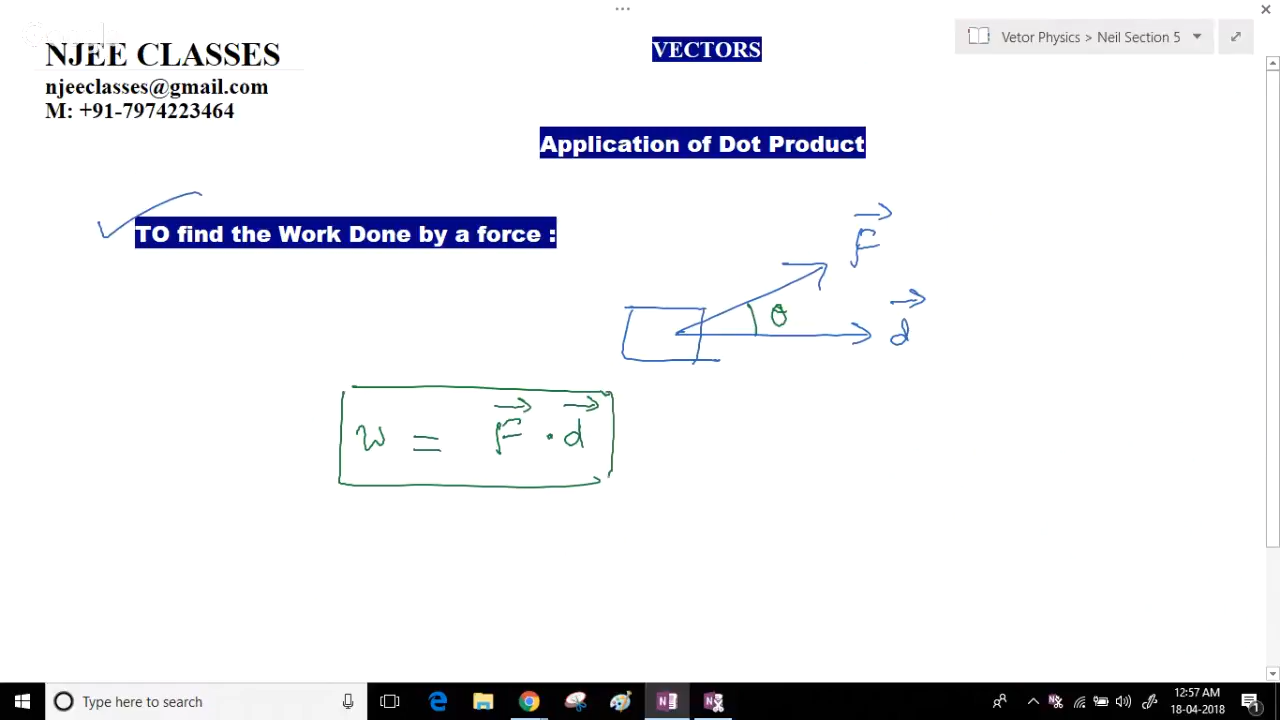 NJEE CLASSES
njeeclasses@gmail.com
M: +91-7974223464
VECTORS
Vetor Physics > Neil Section 5
Application of Dot Product
TO find the Work Done by a force :
F
θ
d
W = F · d
Type here to search
12:57 AM
18-04-2018
1